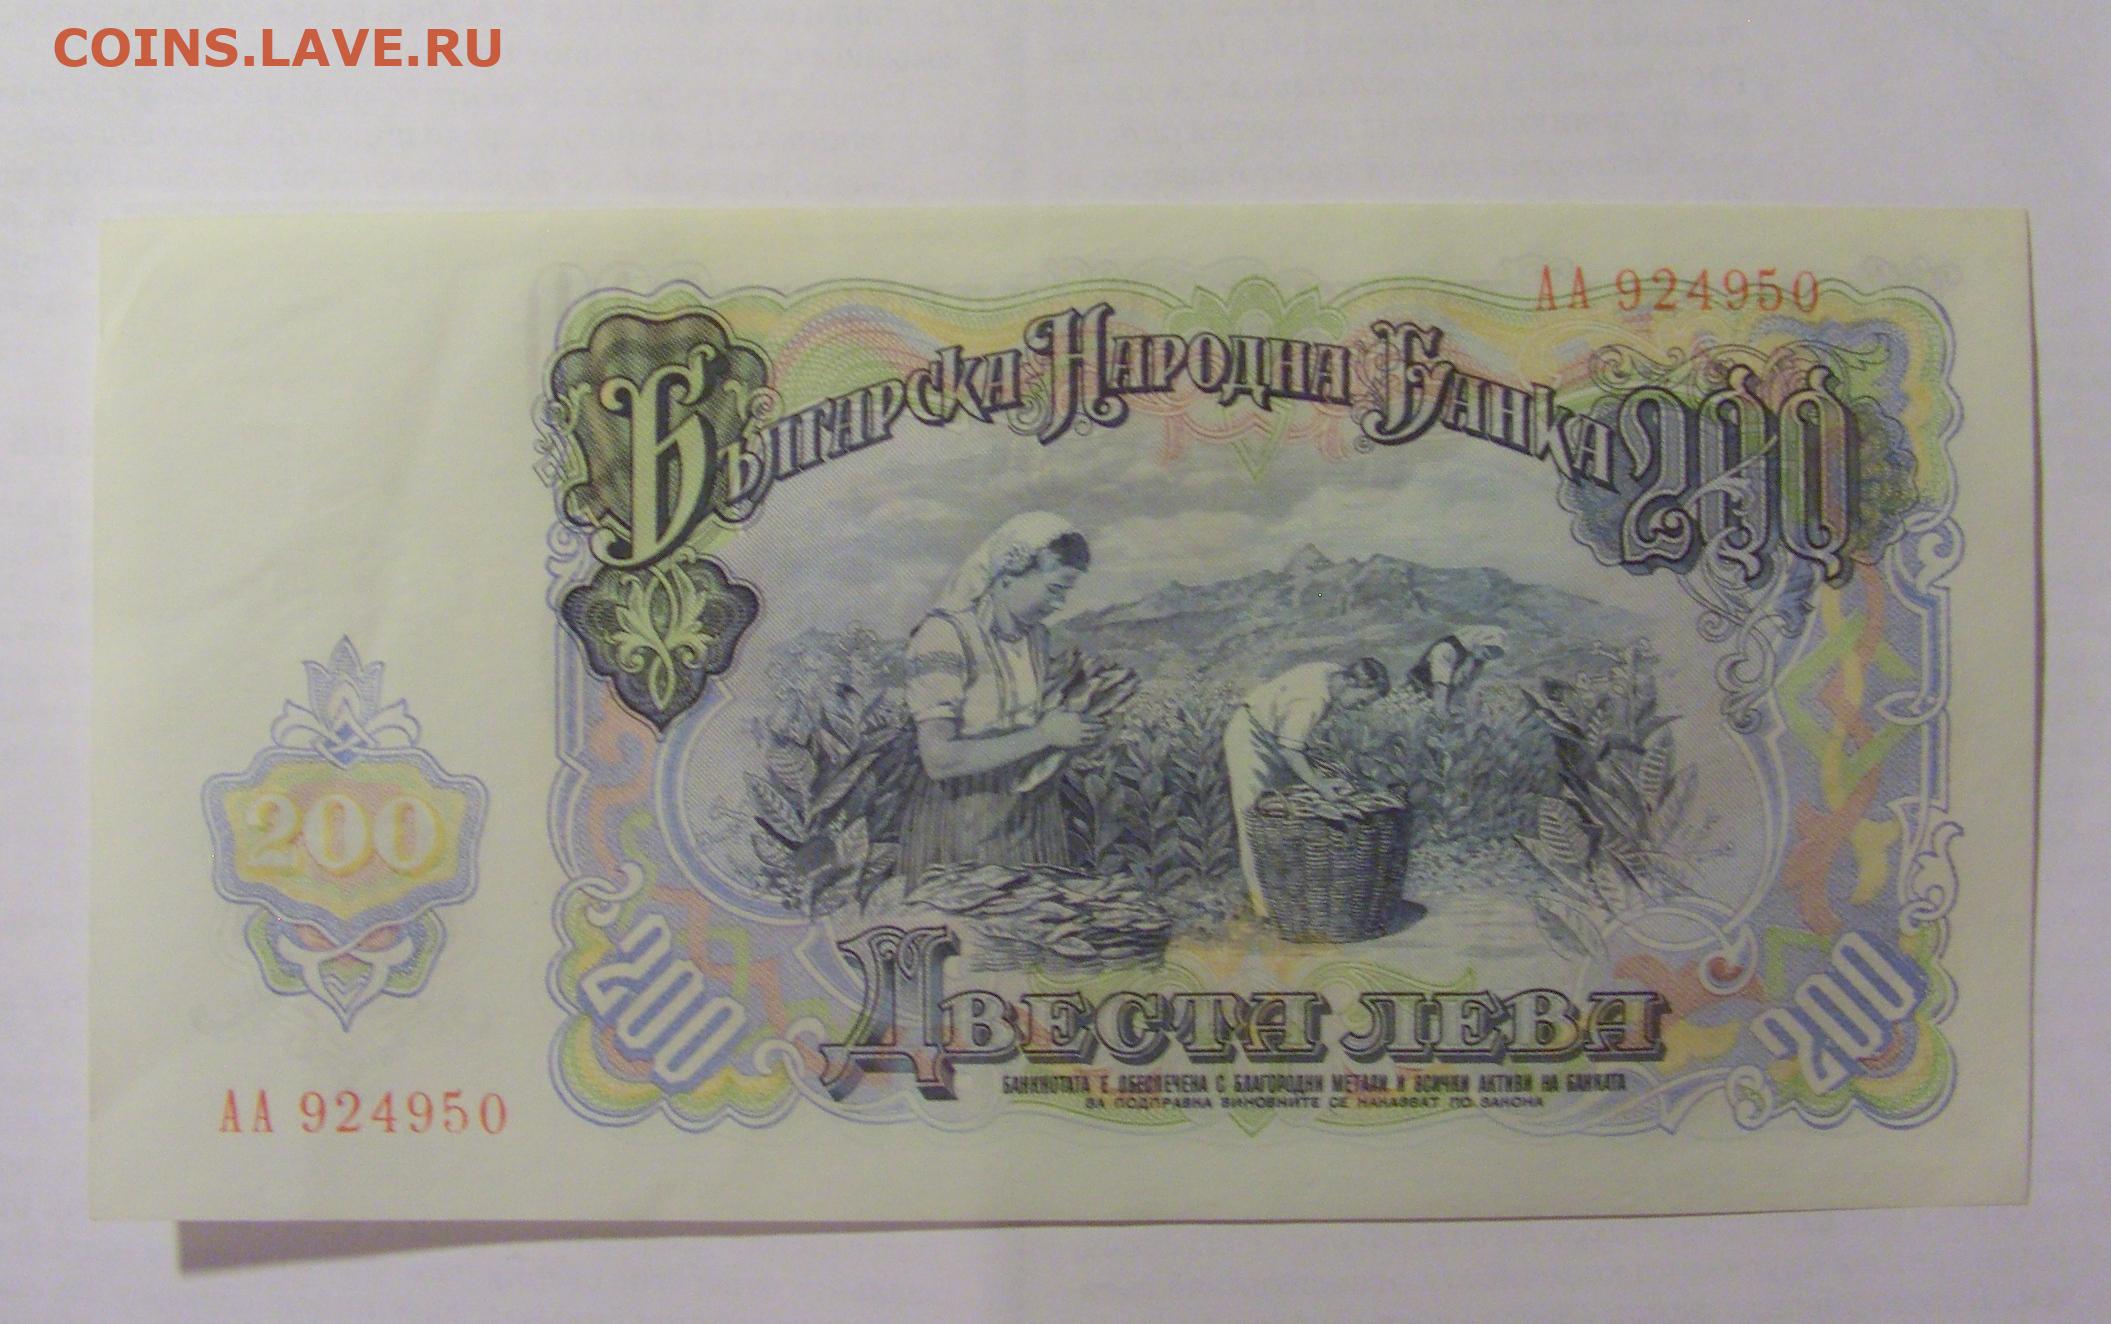 COINS.LAVE.RU
АА 924950
Българска Народна Банка
200
200
Двеста лева
200
200
БАНКНОТАТА Е ОБЕЗПЕЧЕНА С БЛАГОРОДНИ МЕТАЛИ И ВСИЧКИ АКТИВИ НА БАНКАТА
ЗА ПОДПРАВКА ВИНОВНИТЕ СЕ НАКАЗВАТ ПО ЗАКОНА
АА 924950